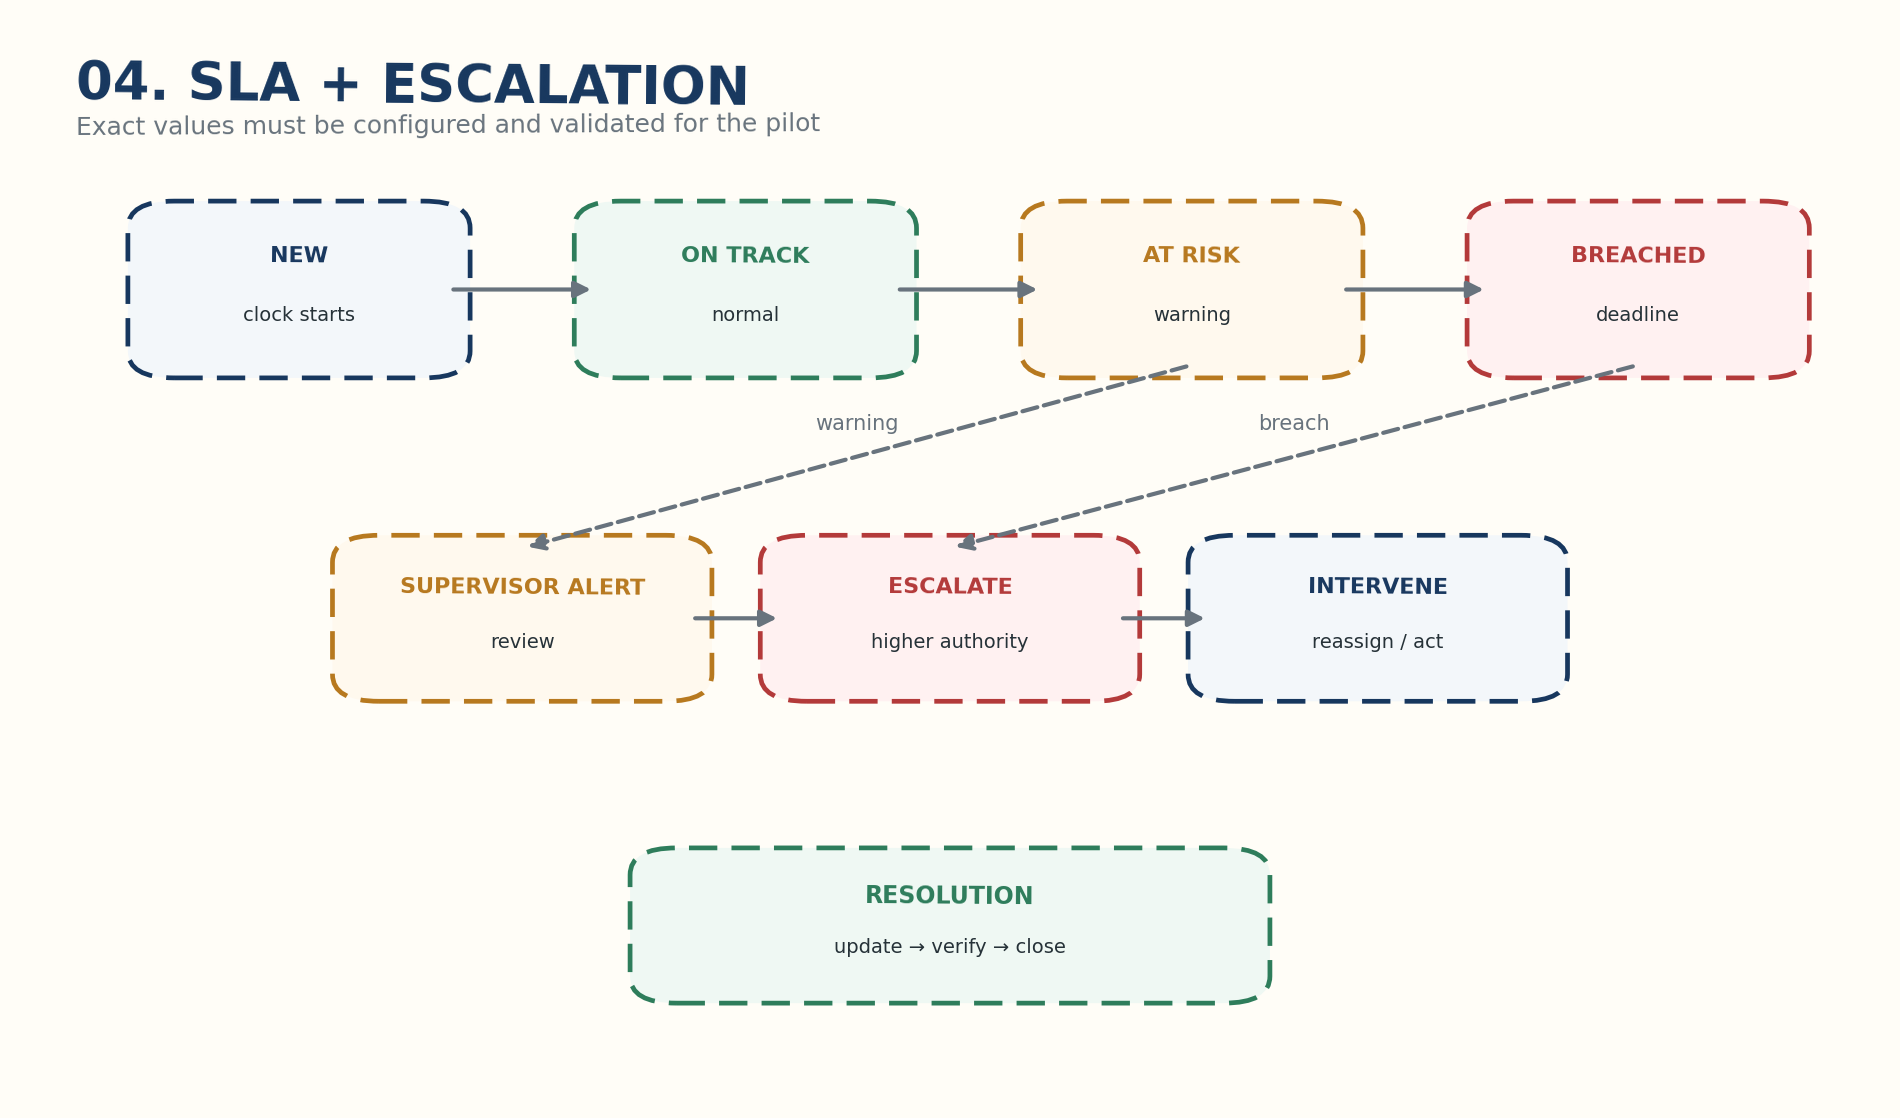 04. SLA + ESCALATION
Exact values must be configured and validated for the pilot
NEW
clock starts
ON TRACK
normal
AT RISK
warning
BREACHED
deadline
warning
breach
SUPERVISOR ALERT
review
ESCALATE
higher authority
INTERVENE
reassign / act
RESOLUTION
update → verify → close